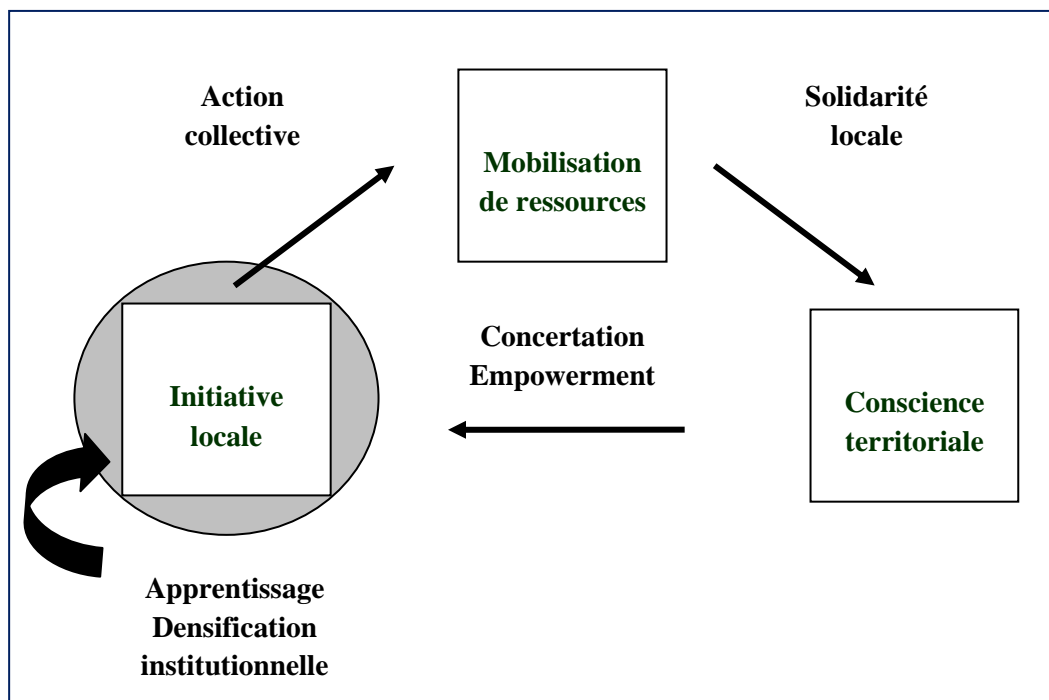 Action
collective
Mobilisation
de ressources
Solidarité
locale
Concertation
Empowerment
Initiative
locale
Conscience
territoriale
Apprentissage
Densification
institutionnelle